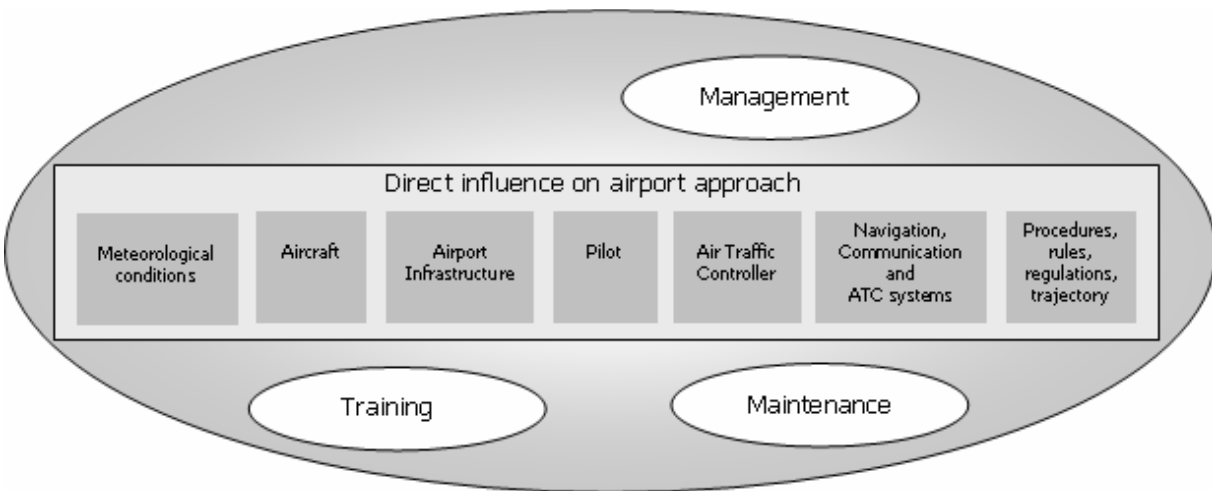 Management
Direct influence on airport approach
Meteorological
conditions
Aircraft
Airport
Infrastructure
Pilot
Air Traffic
Controller
Navigation,
Communication
and
ATC systems
Procedures,
rules,
regulations,
trajectory
Training
Maintenance